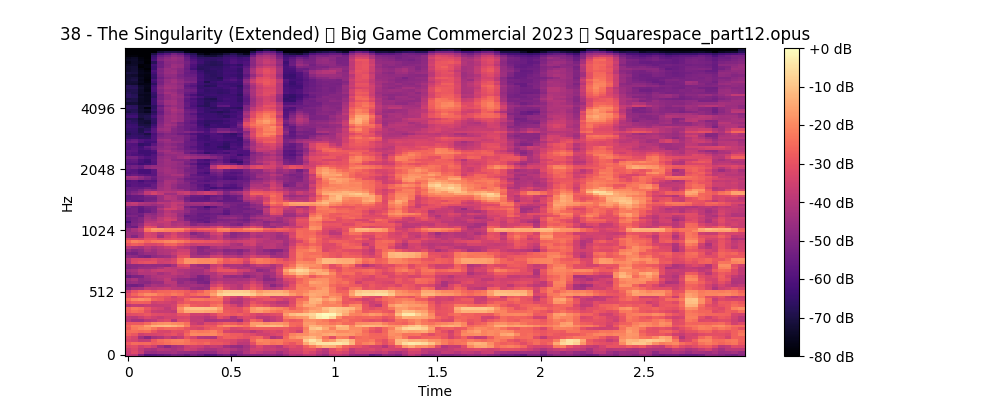 38 - The Singularity (Extended) ▯ Big Game Commercial 2023 ▯ Squarespace_part12.opus
Hz
4096
2048
1024
512
0
0
0.5
1
1.5
2
2.5
Time
+0 dB
-10 dB
-20 dB
-30 dB
-40 dB
-50 dB
-60 dB
-70 dB
-80 dB